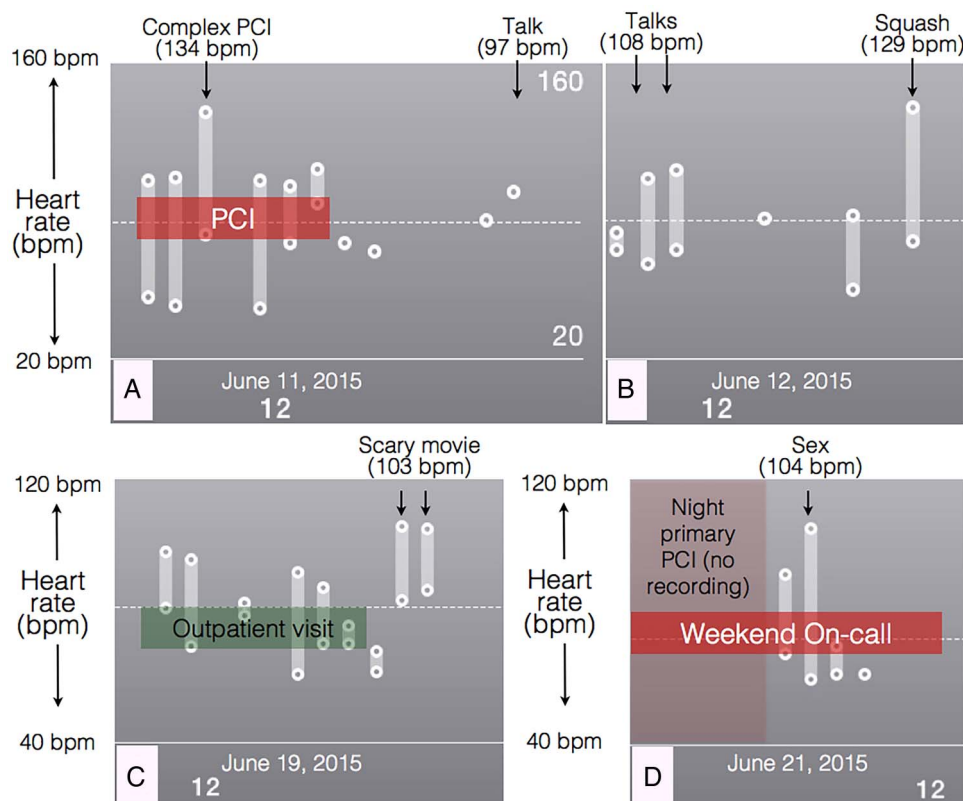 Complex PCI
(134 bpm)
Talk
(97 bpm)
160 bpm
160
Heart
rate
(bpm)
PCI
20
20 bpm
A
June 11, 2015
12
Talks
(108 bpm)
Squash
(129 bpm)
B
June 12, 2015
12
Scary movie
(103 bpm)
120 bpm
Heart
rate
(bpm)
Outpatient visit
40 bpm
C
June 19, 2015
12
Sex
(104 bpm)
120 bpm
Night
primary
PCI (no
recording)
Heart
rate
(bpm)
Weekend On-call
40 bpm
D
June 21, 2015
12